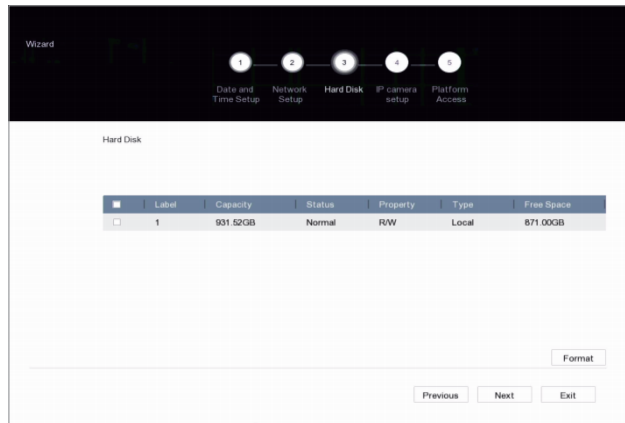 Wizard
1 2 3 4 5
Date and Time Setup Network Setup Hard Disk IP camera setup Platform Access
Hard Disk
Label Capacity Status Property Type Free Space
1 931.52GB Normal R/W Local 871.00GB
Format
Previous Next Exit